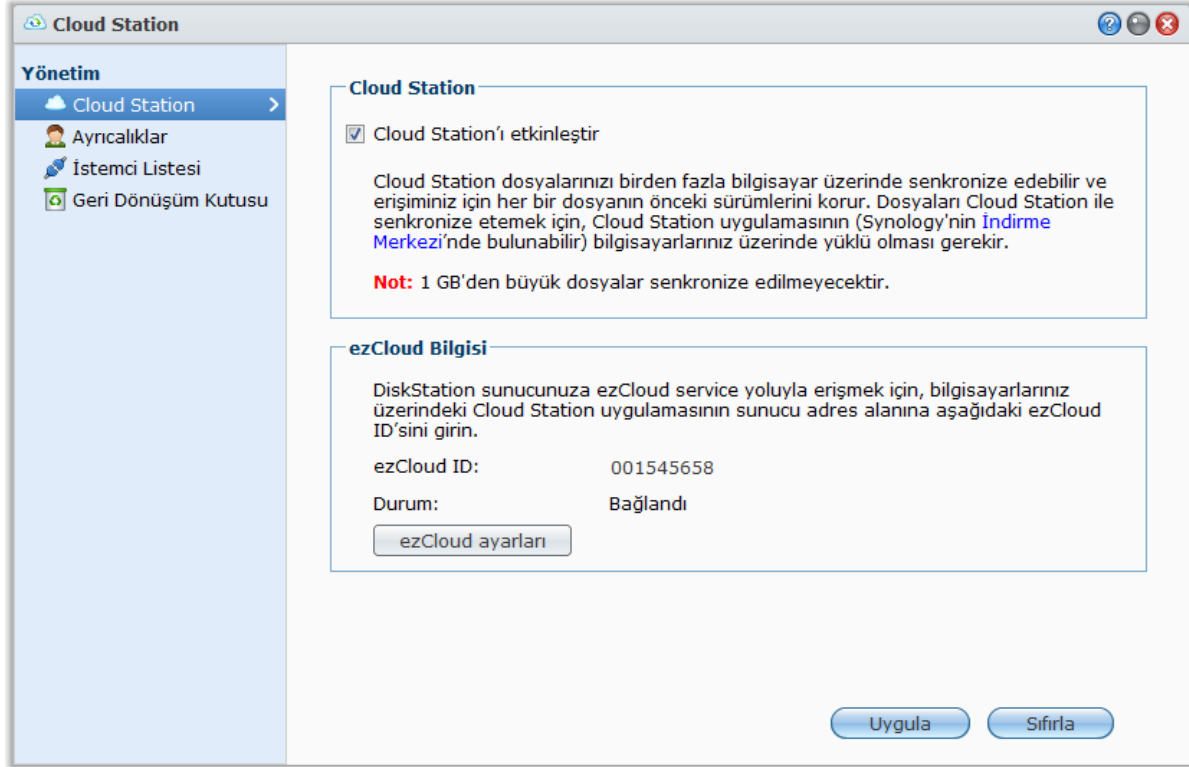 Cloud Station
Yönetim
Cloud Station
Ayrıcalıklar
İstemci Listesi
Geri Dönüşüm Kutusu
Cloud Station
Cloud Station’ı etkinleştir
Cloud Station dosyalarınızı birden fazla bilgisayar üzerinde senkronize edebilir ve
erişiminiz için her bir dosyanın önceki sürümlerini korur. Dosyaları Cloud Station ile
senkronize etemek için, Cloud Station uygulamasının (Synology'nin İndirme
Merkezi’nde bulunabilir) bilgisayarlarınız üzerinde yüklü olması gerekir.
Not: 1 GB'den büyük dosyalar senkronize edilmeyecektir.
ezCloud Bilgisi
DiskStation sunucunuza ezCloud service yoluyla erişmek için, bilgisayarlarınız
üzerindeki Cloud Station uygulamasının sunucu adres alanına aşağıdaki ezCloud
ID’sini girin.
ezCloud ID: 001545658
Durum: Bağlandı
ezCloud ayarları
Uygula Sıfırla